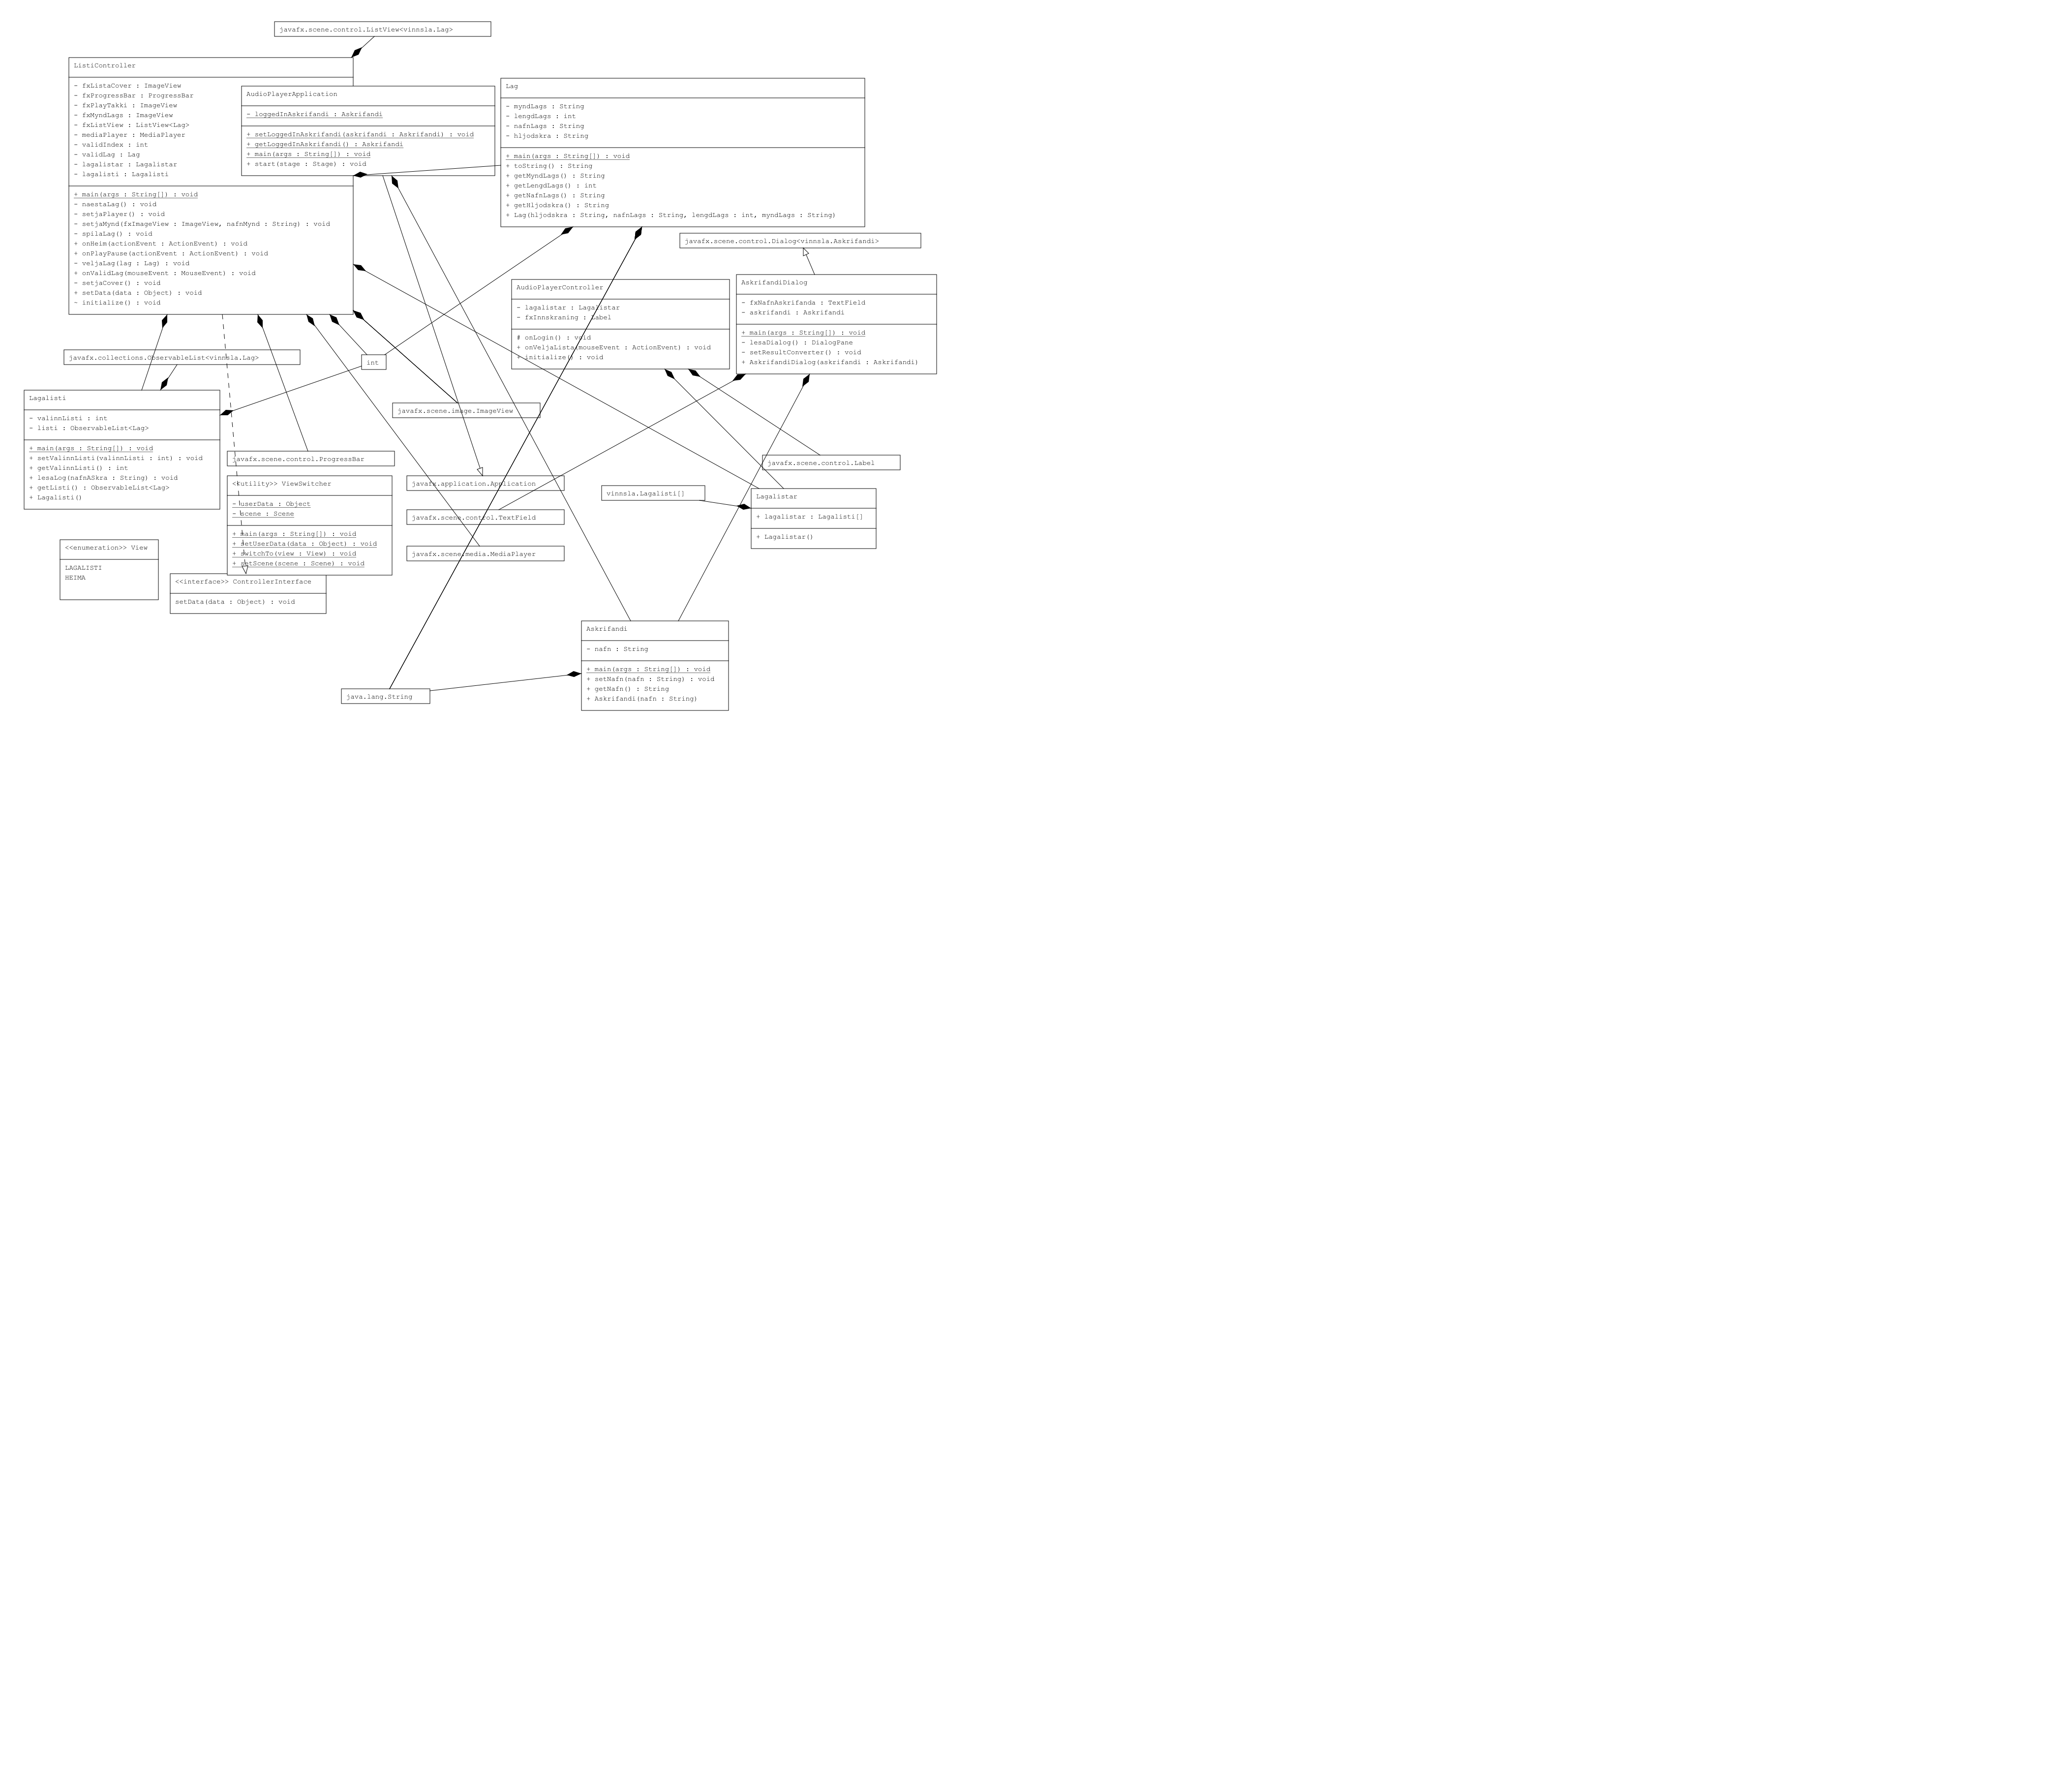 javafx.scene.control.ListView<vinnsla.Lag>
ListiController
- fxListaCover : ImageView
- fxProgressBar : ProgressBar
- fxPlayTakki : ImageView
- fxMyndLags : ImageView
- fxListView : ListView<Lag>
- mediaPlayer : MediaPlayer
- validIndex : int
- validLag : Lag
- lagalistar : Lagalistar
- lagalisti : Lagalisti
+ main(args : String[]) : void
- naestaLag() : void
- setjaPlayer() : void
- setjaMynd(fxImageView : ImageView, nafnMynd : String) : void
- spilaLag() : void
+ onHeim(actionEvent : ActionEvent) : void
+ onPlayPause(actionEvent : ActionEvent) : void
- veljaLag(lag : Lag) : void
+ onValidLag(mouseEvent : MouseEvent) : void
- setjaCover() : void
+ setData(data : Object) : void
- initialize() : void
AudioPlayerApplication
- loggedInAskrifandi : Askrifandi
+ setLoggedInAskrifandi(askrifandi : Askrifandi) : void
+ getLoggedInAskrifandi() : Askrifandi
+ main(args : String[]) : void
+ start(stage : Stage) : void
Lag
- myndLags : String
- lengdLags : int
- nafnLags : String
- hljodskra : String
+ main(args : String[]) : void
+ toString() : String
+ getMyndLags() : String
+ getLengdLags() : int
+ getNafnLags() : String
+ getHljodskra() : String
+ Lag(hljodskra : String, nafnLags : String, lengdLags : int, myndLags : String)
javafx.scene.control.Dialog<vinnsla.Askrifandi>
AudioPlayerController
- lagalistar : Lagalistar
- fxInnskraning : Label
# onLogin() : void
+ onVeljaLista(mouseEvent : ActionEvent) : void
+ initialize() : void
AskrifandiDialog
- fxNafnAskrifanda : TextField
- askrifandi : Askrifandi
+ main(args : String[]) : void
- lesaDialog() : DialogPane
- setResultConverter() : void
+ AskrifandiDialog(askrifandi : Askrifandi)
javafx.collections.ObservableList<vinnsla.Lag>
int
Lagalisti
- valinnListi : int
- listi : ObservableList<Lag>
+ main(args : String[]) : void
+ setValinnListi(valinnListi : int) : void
+ getValinnListi() : int
+ lesaLog(nafnASkra : String) : void
+ getListi() : ObservableList<Lag>
+ Lagalisti()
javafx.scene.image.ImageView
javafx.scene.control.ProgressBar
javafx.scene.control.Label
<<utility>> ViewSwitcher
- userData : Object
- scene : Scene
+ main(args : String[]) : void
+ setUserData(data : Object) : void
+ switchTo(view : View) : void
+ setScene(scene : Scene) : void
javafx.application.Application
vinnsla.Lagalisti[]
Lagalistar
+ lagalistar : Lagalisti[]
+ Lagalistar()
javafx.scene.control.TextField
javafx.scene.media.MediaPlayer
<<enumeration>> View
LAGALISTI
HEIMA
<<interface>> ControllerInterface
setData(data : Object) : void
Askrifandi
- nafn : String
+ main(args : String[]) : void
+ setNafn(nafn : String) : void
+ getNafn() : String
+ Askrifandi(nafn : String)
java.lang.String